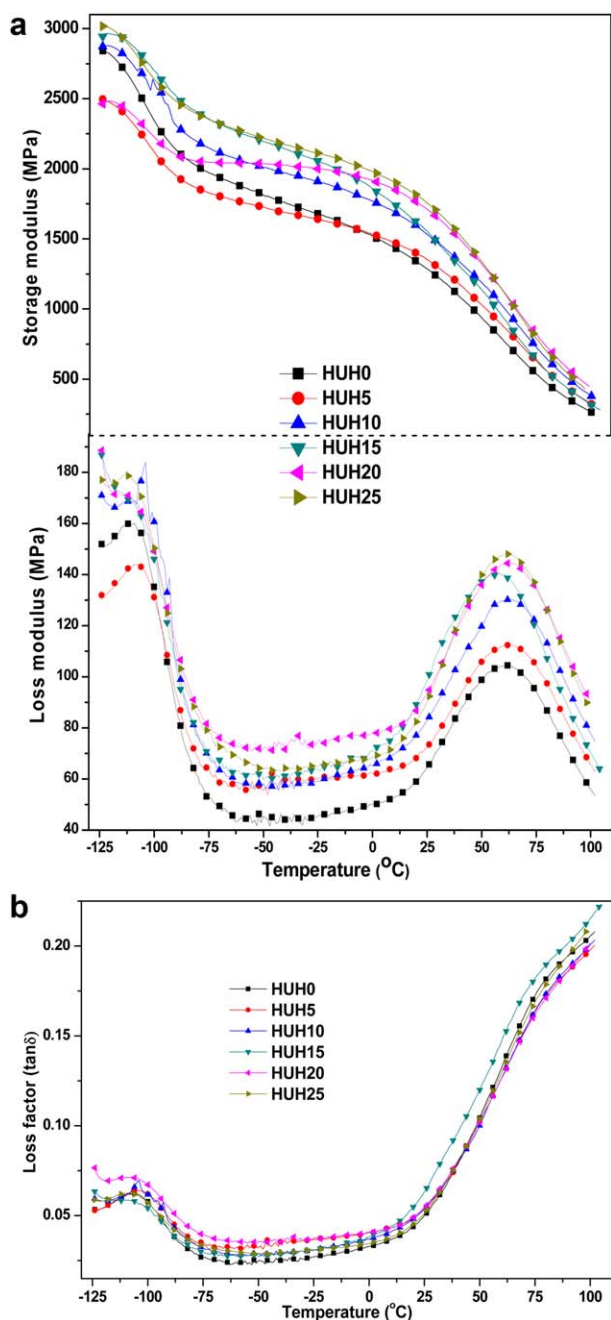 a
3000
2500
2000
1500
1000
500
Storage modulus (MPa)
HUH0
HUH5
HUH10
HUH15
HUH20
HUH25
180
160
140
120
100
80
60
40
Loss modulus (MPa)
-125 -100 -75 -50 -25 0 25 50 75 100
Temperature (°C)
b
0.20
0.15
0.10
0.05
Loss factor (tanδ)
HUH0
HUH5
HUH10
HUH15
HUH20
HUH25
-125 -100 -75 -50 -25 0 25 50 75 100
Temperature (°C)